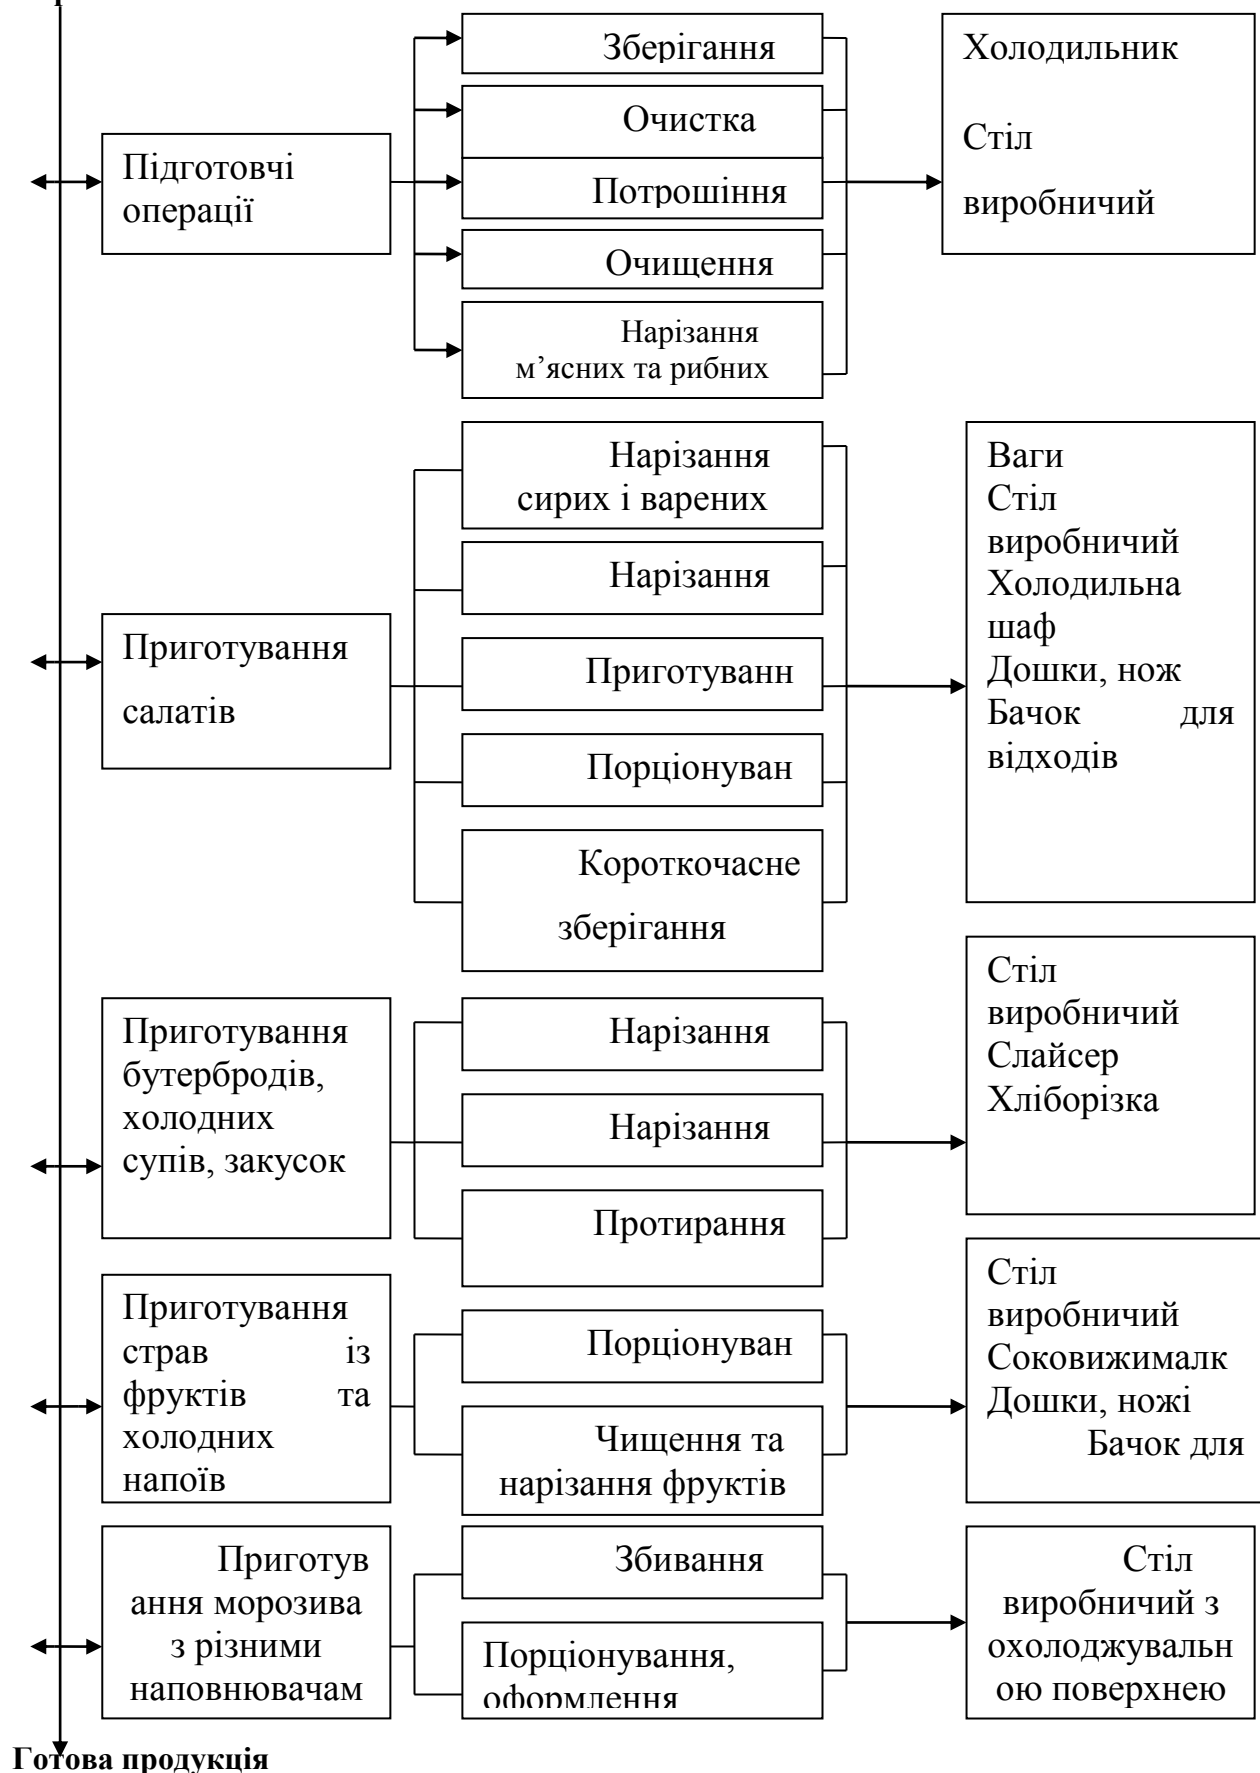 Зберігання
Очистка
Підготовчі
операції
Потрошіння
Очищення
Нарізання
м’ясних та рибних
Холодильник
Стіл
виробничий
Приготування
салатів
Нарізання
сирих і варених
Нарізання
Приготуванн
Порціонуван
Короткочасне
зберігання
Ваги
Стіл
виробничий
Холодильна
шаф
Дошки, нож
Бачок для
відходів
Приготування
бутербродів,
холодних
супів, закусок
Нарізання
Нарізання
Протирання
Стіл
виробничий
Слайсер
Хліборізка
Приготування
страв із
фруктів та
холодних
напоїв
Порціонуван
Чищення та
нарізання фруктів
Стіл
виробничий
Соковижималк
Дошки, ножі
Бачок для
Приготув
ання морозива
з різними
наповнювачам
Збивання
Порціонування,
оформлення
Стіл
виробничий з
охолоджувальн
ою поверхнею
Готова продукція